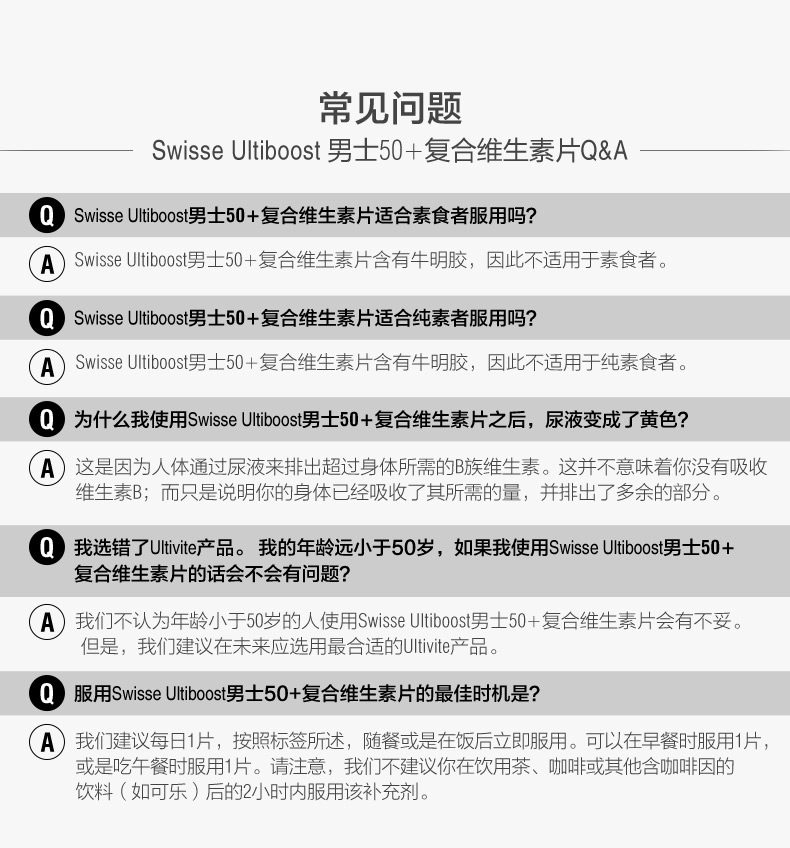 常见问题
Swisse Ultiboost 男士50+复合维生素片Q&A
Q Swisse Ultiboost男士50+复合维生素片适合素食者服用吗?
A Swisse Ultiboost男士50+复合维生素片含有牛明胶，因此不适用于素食者。
Q Swisse Ultiboost男士50+复合维生素片适合纯素者服用吗?
A Swisse Ultiboost男士50+复合维生素片含有牛明胶，因此不适用于纯素食者。
Q 为什么我使用Swisse Ultiboost男士50+复合维生素片之后，尿液变成了黄色?
A 这是因为人体通过尿液来排出超过身体所需的B族维生素。这并不意味着你没有吸收
维生素B；而只是说明你的身体已经吸收了其所需的量，并排出了多余的部分。
Q 我选错了Ultivite产品。 我的年龄远小于50岁，如果我使用Swisse Ultiboost男士50+
复合维生素片的话会不会有问题?
A 我们不认为年龄小于50岁的人使用Swisse Ultiboost男士50+复合维生素片会有不妥。
但是，我们建议在未来应选用最合适的Ultivite产品。
Q 服用Swisse Ultiboost男士50+复合维生素片的最佳时机是?
A 我们建议每日1片，按照标签所述，随餐或是在饭后立即服用。可以在早餐时服用1片，
或是吃午餐时服用1片。请注意，我们不建议你在饮用茶、咖啡或其他含咖啡因的
饮料（如可乐）后的2小时内服用该补充剂。